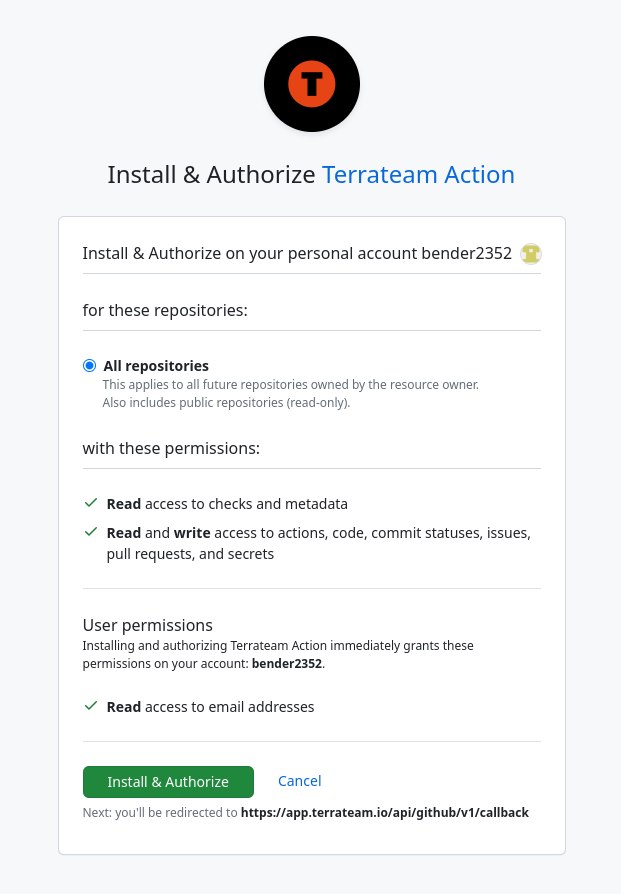 T
Install & Authorize Terrateam Action
Install & Authorize on your personal account bender2352
for these repositories:
All repositories
This applies to all future repositories owned by the resource owner.
Also includes public repositories (read-only).
with these permissions:
Read access to checks and metadata
Read and write access to actions, code, commit statuses, issues,
pull requests, and secrets
User permissions
Installing and authorizing Terrateam Action immediately grants these
permissions on your account: bender2352.
Read access to email addresses
Install & Authorize Cancel
Next: you'll be redirected to https://app.terrateam.io/api/github/v1/callback